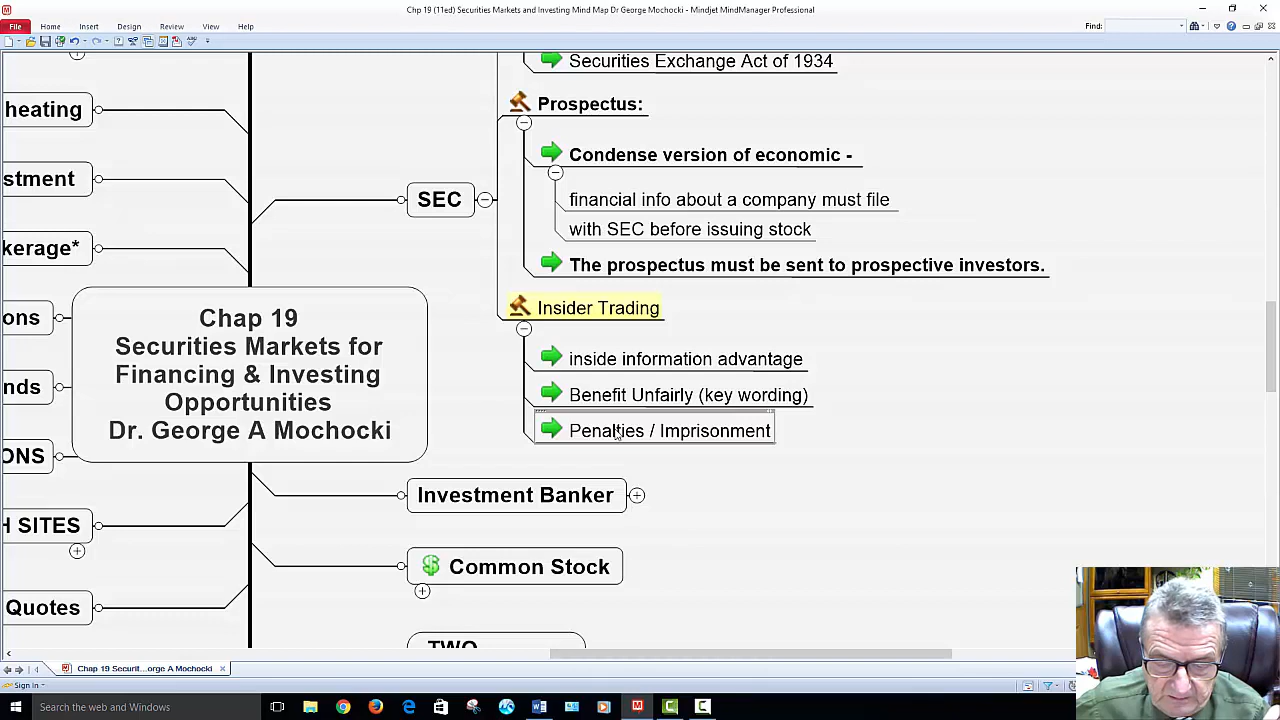 Chp 19 (11ed) Securities Markets and Investing Mind Map Dr George Mochocki - Mindjet MindManager Professional
File Home Insert Design Review View Help
Find:
Securities Exchange Act of 1934
heating
Prospectus:
Condense version of economic -
stment
SEC
financial info about a company must file
with SEC before issuing stock
kerage*
The prospectus must be sent to prospective investors.
Insider Trading
ons
Chap 19
Securities Markets for
Financing & Investing
Opportunities
Dr. George A Mochocki
inside information advantage
nds
Benefit Unfairly (key wording)
Penalties / Imprisonment
ONS
Investment Banker
H SITES
Common Stock
Quotes
TWO
Chap 19 Securit...orge A Mochocki
Sign In
Search the web and Windows